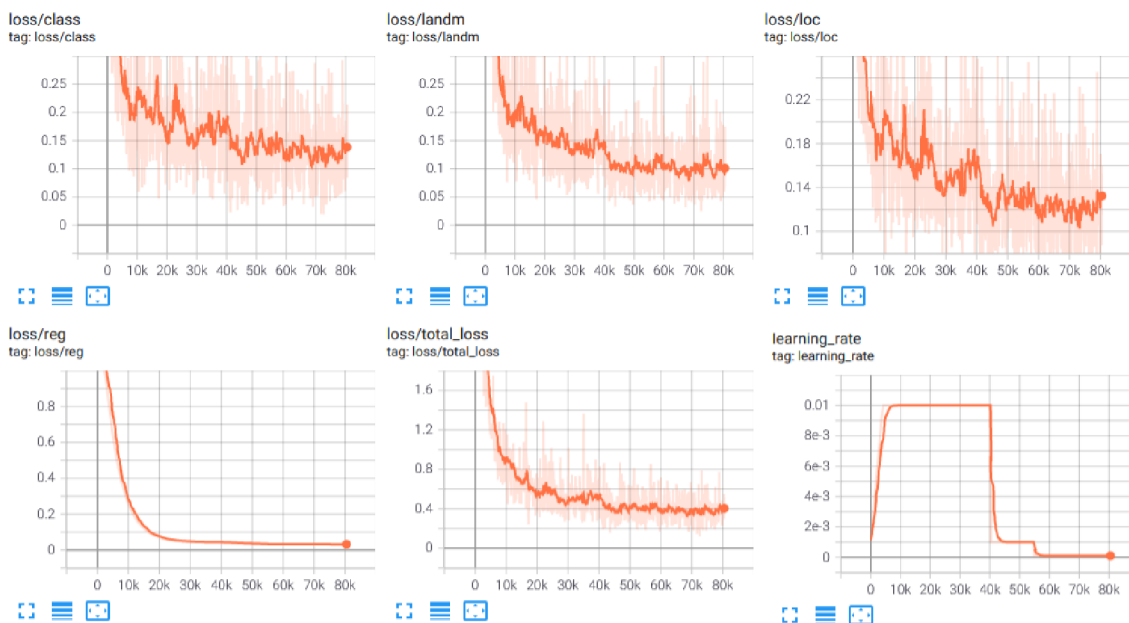 loss/class
tag: loss/class
0.25
0.2
0.15
0.1
0.05
0
0 10k 20k 30k 40k 50k 60k 70k 80k
loss/landm
tag: loss/landm
0.25
0.2
0.15
0.1
0.05
0
0 10k 20k 30k 40k 50k 60k 70k 80k
loss/loc
tag: loss/loc
0.22
0.18
0.14
0.1
0 10k 20k 30k 40k 50k 60k 70k 80k
loss/reg
tag: loss/reg
0.8
0.6
0.4
0.2
0
0 10k 20k 30k 40k 50k 60k 70k 80k
loss/total_loss
tag: loss/total_loss
1.6
1.2
0.8
0.4
0
0 10k 20k 30k 40k 50k 60k 70k 80k
learning_rate
tag: learning_rate
0.01
8e-3
6e-3
4e-3
2e-3
0
0 10k 20k 30k 40k 50k 60k 70k 80k